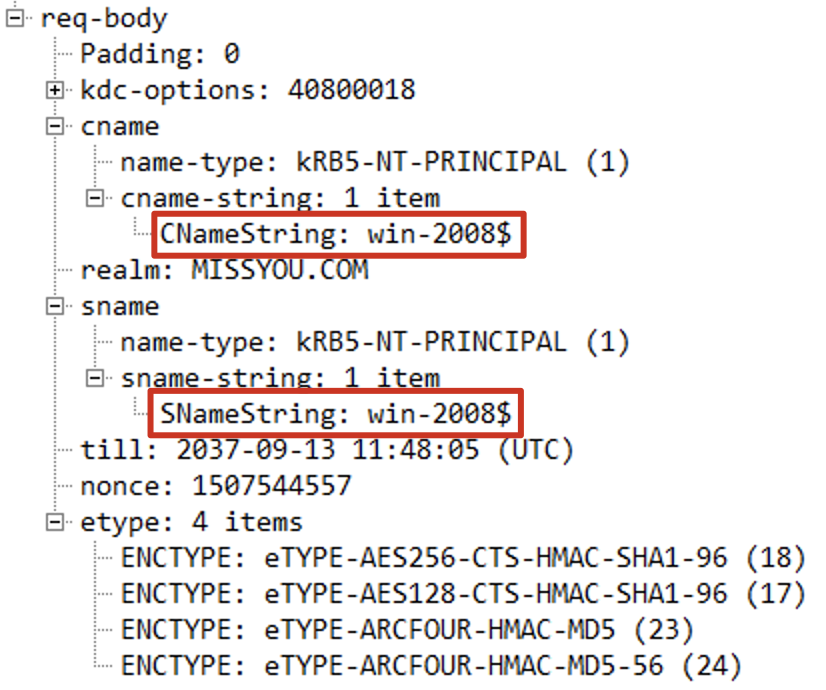 req-body
Padding: 0
kdc-options: 40800018
cname
name-type: kRB5-NT-PRINCIPAL (1)
cname-string: 1 item
CNameString: win-2008$
realm: MISSYOU.COM
sname
name-type: kRB5-NT-PRINCIPAL (1)
sname-string: 1 item
SNameString: win-2008$
till: 2037-09-13 11:48:05 (UTC)
nonce: 1507544557
etype: 4 items
ENCTYPE: eTYPE-AES256-CTS-HMAC-SHA1-96 (18)
ENCTYPE: eTYPE-AES128-CTS-HMAC-SHA1-96 (17)
ENCTYPE: eTYPE-ARCFOUR-HMAC-MD5 (23)
ENCTYPE: eTYPE-ARCFOUR-HMAC-MD5-56 (24)